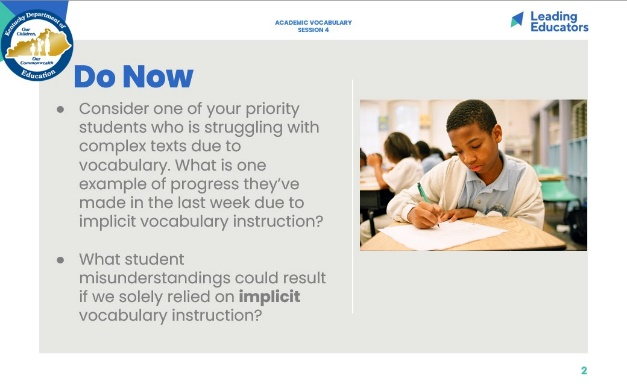 Kentucky Department of
Our
Children,
Our
Commonwealth
Education
ACADEMIC VOCABULARY
SESSION 4
Leading
Educators
Do Now
● Consider one of your priority
students who is struggling with
complex texts due to
vocabulary. What is one
example of progress they’ve
made in the last week due to
implicit vocabulary instruction?
● What student
misunderstandings could result
if we solely relied on implicit
vocabulary instruction?
2